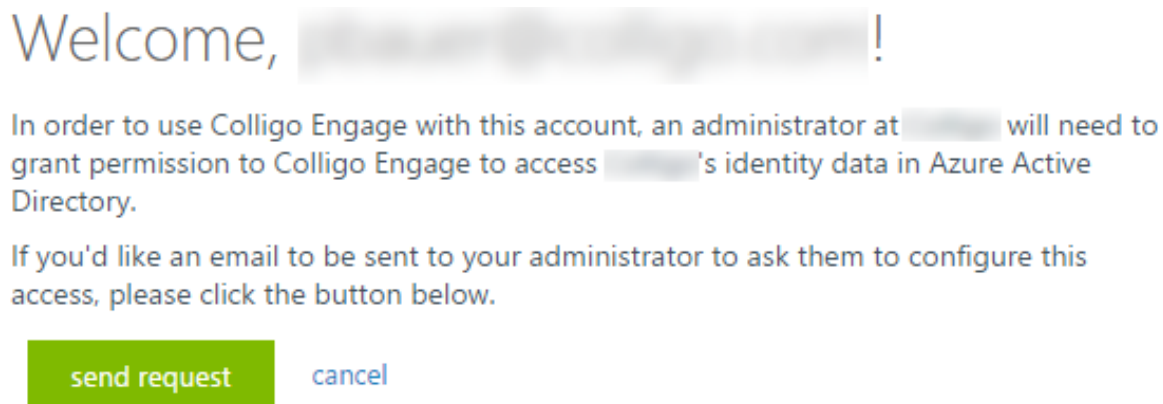 Welcome, !
In order to use Colligo Engage with this account, an administrator at will need to
grant permission to Colligo Engage to access 's identity data in Azure Active
Directory.
If you'd like an email to be sent to your administrator to ask them to configure this
access, please click the button below.
send request cancel